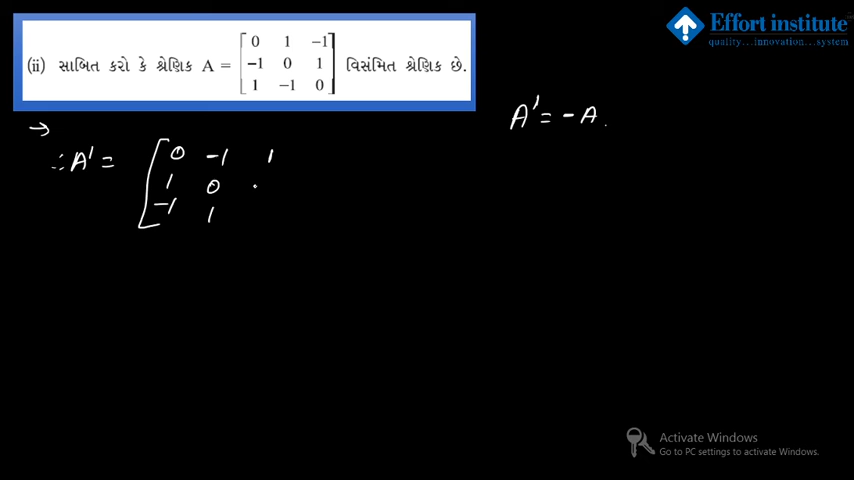 Effort institute
quality...innovation...system
(ii) સાબિત કરો કે શ્રેણિક A = [0 1 −1
−1 0 1
1 −1 0] વિસંમિત શ્રેણિક છે.
A' = -A.
→
∴ A' = [0 -1 1
1 0
-1 1
Activate Windows
Go to PC settings to activate Windows.